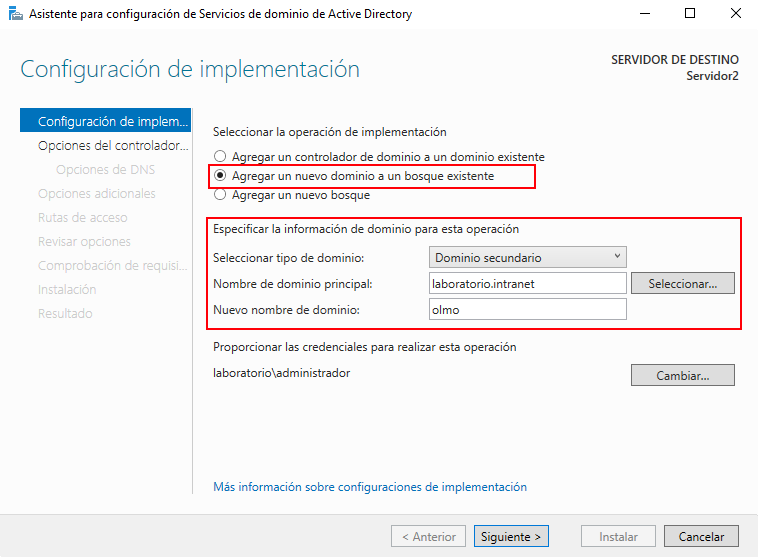 Asistente para configuración de Servicios de dominio de Active Directory
Configuración de implementación
SERVIDOR DE DESTINO
Servidor2
Configuración de implem...
Opciones del controlador...
Opciones de DNS
Opciones adicionales
Rutas de acceso
Revisar opciones
Comprobación de requisi...
Instalación
Resultado
Seleccionar la operación de implementación
Agregar un controlador de dominio a un dominio existente
Agregar un nuevo dominio a un bosque existente
Agregar un nuevo bosque
Especificar la información de dominio para esta operación
Seleccionar tipo de dominio: Dominio secundario
Nombre de dominio principal: laboratorio.intranet Seleccionar...
Nuevo nombre de dominio: olmo
Proporcionar las credenciales para realizar esta operación
laboratorio\administrador Cambiar...
Más información sobre configuraciones de implementación
< Anterior Siguiente > Instalar Cancelar